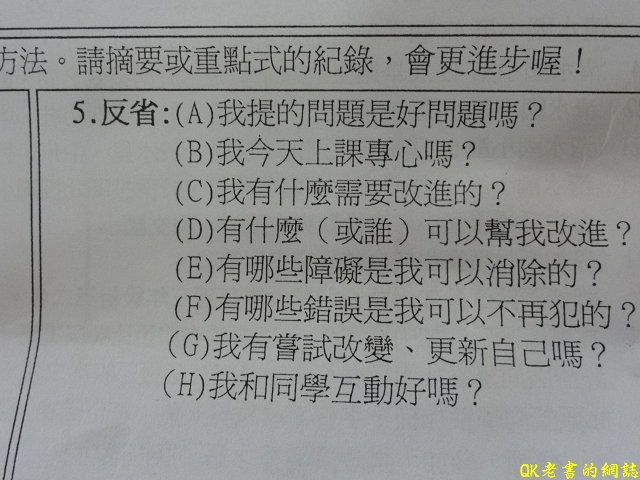 方法。請摘要或重點式的紀錄，會更進步喔！
5.反省:(A)我提的問題是好問題嗎？
(B)我今天上課專心嗎？
(C)我有什麼需要改進的？
(D)有什麼（或誰）可以幫我改進？
(E)有哪些障礙是我可以消除的？
(F)有哪些錯誤是我可以不再犯的？
(G)我有嘗試改變、更新自己嗎？
(H)我和同學互動好嗎？
QK老書的網誌